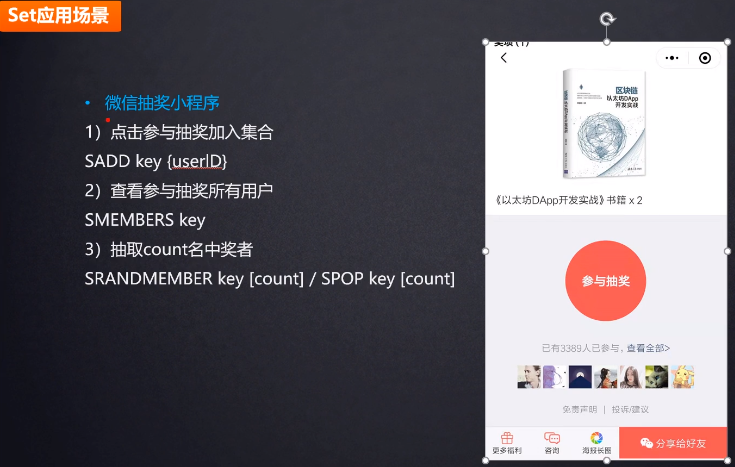 Set应用场景
• 微信抽奖小程序
1）点击参与抽奖加入集合
SADD key {userID}
2）查看参与抽奖所有用户
SMEMBERS key
3）抽取count名中奖者
SRANDMEMBER key [count] / SPOP key [count]
奖项 (1)
区块链
以太坊DApp
开发实战
《以太坊DApp开发实战》书籍 x 2
参与抽奖
已有3389人已参与，查看全部>
免责声明 | 投诉/建议
更多福利
咨询
海报长图
分享给好友